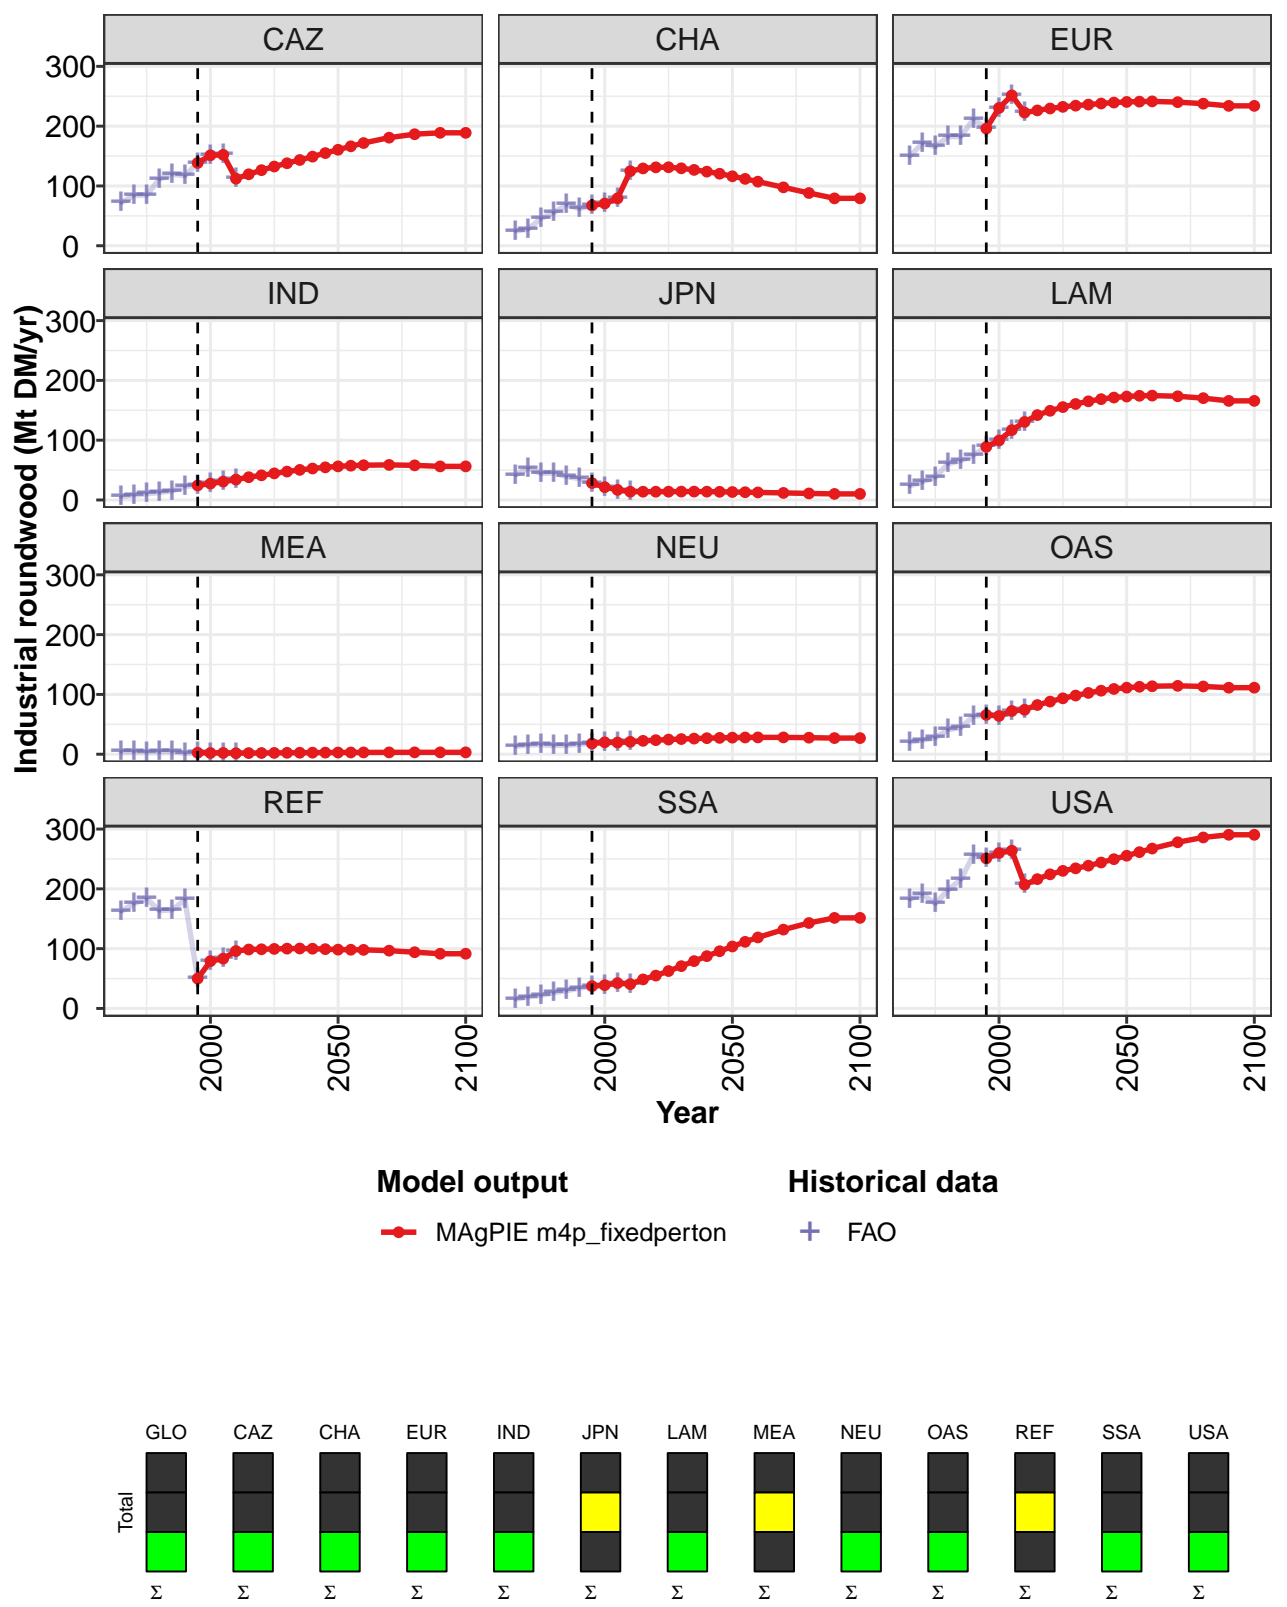 CAZ CHA EUR
300
200
100
0
IND JPN LAM
300
200
100
0
MEA NEU OAS
300
200
100
0
REF SSA USA
300
200
100
0
Industrial roundwood (Mt DM/yr)
2000 2050 2100 2000 2050 2100 2000 2050 2100
Year
Model output Historical data
MAgPIE m4p_fixedperton FAO
GLO CAZ CHA EUR IND JPN LAM MEA NEU OAS REF SSA USA
Total
Σ Σ Σ Σ Σ Σ Σ Σ Σ Σ Σ Σ Σ